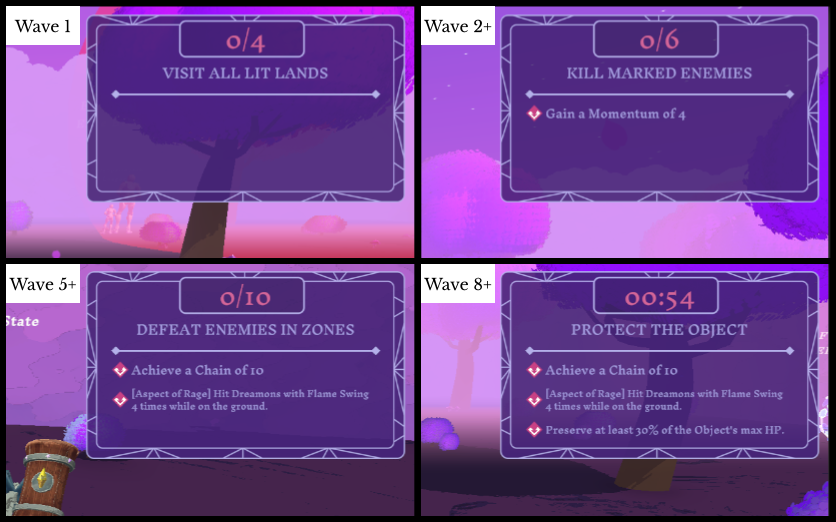 Wave 1
0/4
VISIT ALL LIT LANDS
Wave 2+
0/6
KILL MARKED ENEMIES
Gain a Momentum of 4
Wave 5+
State
0/10
DEFEAT ENEMIES IN ZONES
Achieve a Chain of 10
[Aspect of Rage] Hit Dreamons with Flame Swing
4 times while on the ground.
Wave 8+
00:54
PROTECT THE OBJECT
Achieve a Chain of 10
[Aspect of Rage] Hit Dreamons with Flame Swing
4 times while on the ground.
Preserve at least 30% of the Object's max HP.